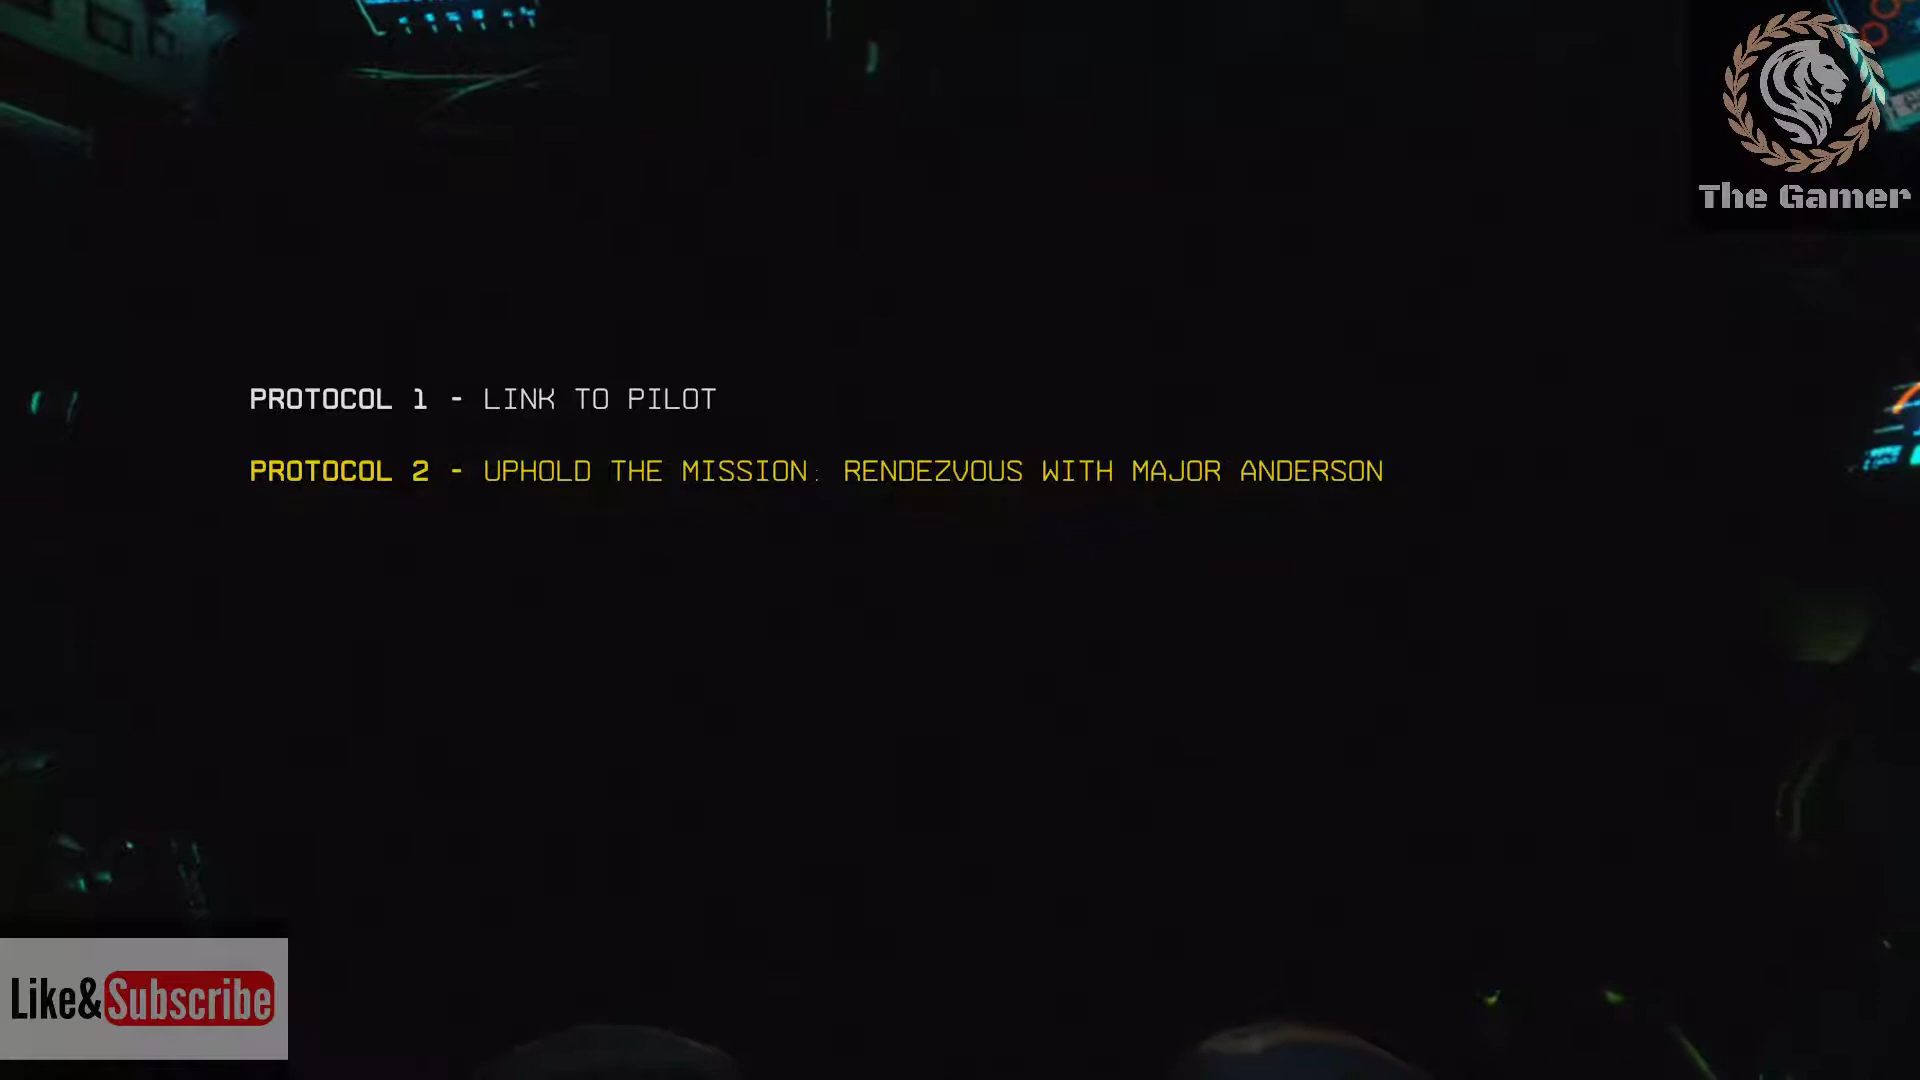 The Gamer
PROTOCOL 1 - LINK TO PILOT
PROTOCOL 2 - UPHOLD THE MISSION: RENDEZVOUS WITH MAJOR ANDERSON
Like&Subscribe